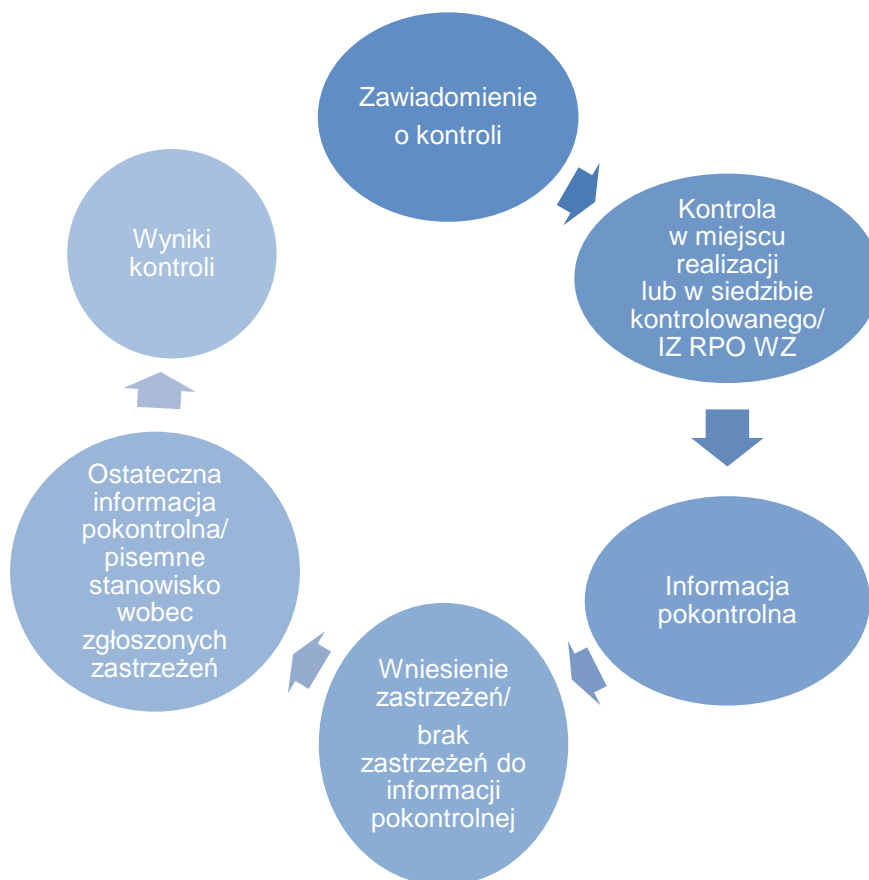 Zawiadomienie
o kontroli
Kontrola
w miejscu
realizacji
lub w siedzibie
kontrolowanego/
IZ RPO WZ
Informacja
pokontrolna
Wniesienie
zastrzeżeń/
brak
zastrzeżeń do
informacji
pokontrolnej
Ostateczna
informacja
pokontrolna/
pisemne
stanowisko
wobec
zgłoszonych
zastrzeżeń
Wyniki
kontroli